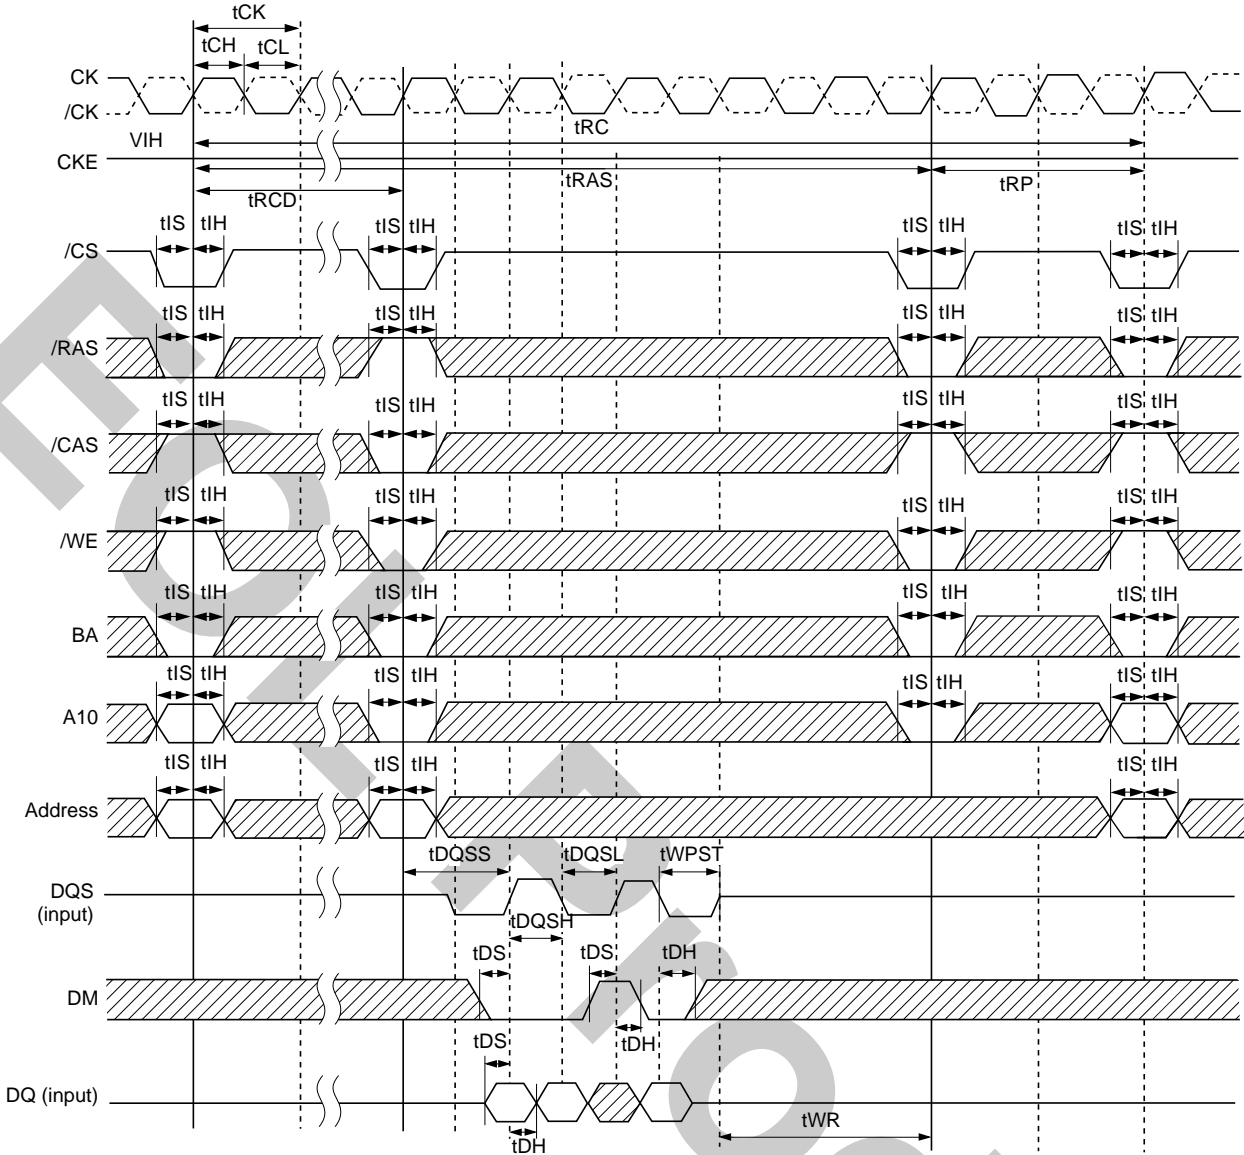 tCK
tCH tCL
CK
/CK
VIH
tRC
CKE
tRAS
tRP
tRCD
tIS tIH tIS tIH tIS tIH tIS tIH
/CS
tIS tIH tIS tIH tIS tIH tIS tIH
/RAS
tIS tIH tIS tIH tIS tIH tIS tIH
/CAS
tIS tIH tIS tIH tIS tIH tIS tIH
/WE
tIS tIH tIS tIH tIS tIH tIS tIH
BA
tIS tIH tIS tIH tIS tIH tIS tIH
A10
tIS tIH tIS tIH tIS tIH
Address
tDQSS tDQSL tWPST
DQS
(input)
tDQSH
tDS tDS tDH
DM
tDS tDH
DQ (input)
tWR
tDH